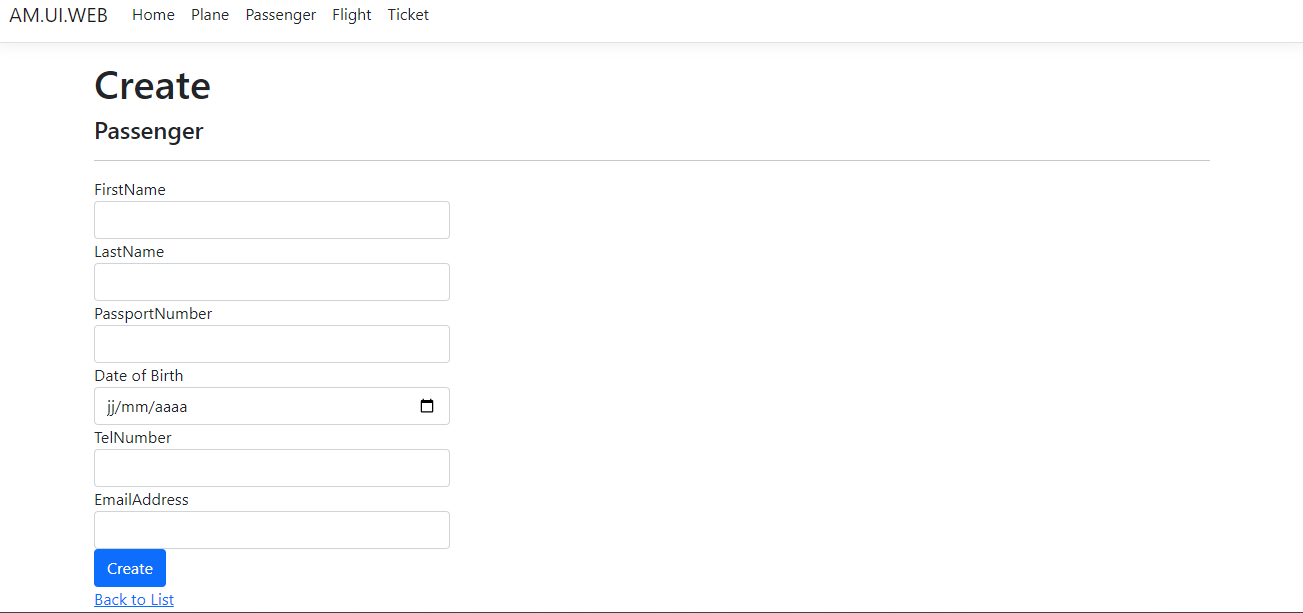 AM.UI.WEB Home Plane Passenger Flight Ticket
Create
Passenger
FirstName
LastName
PassportNumber
Date of Birth
jj/mm/aaaa
TelNumber
EmailAddress
Create
Back to List